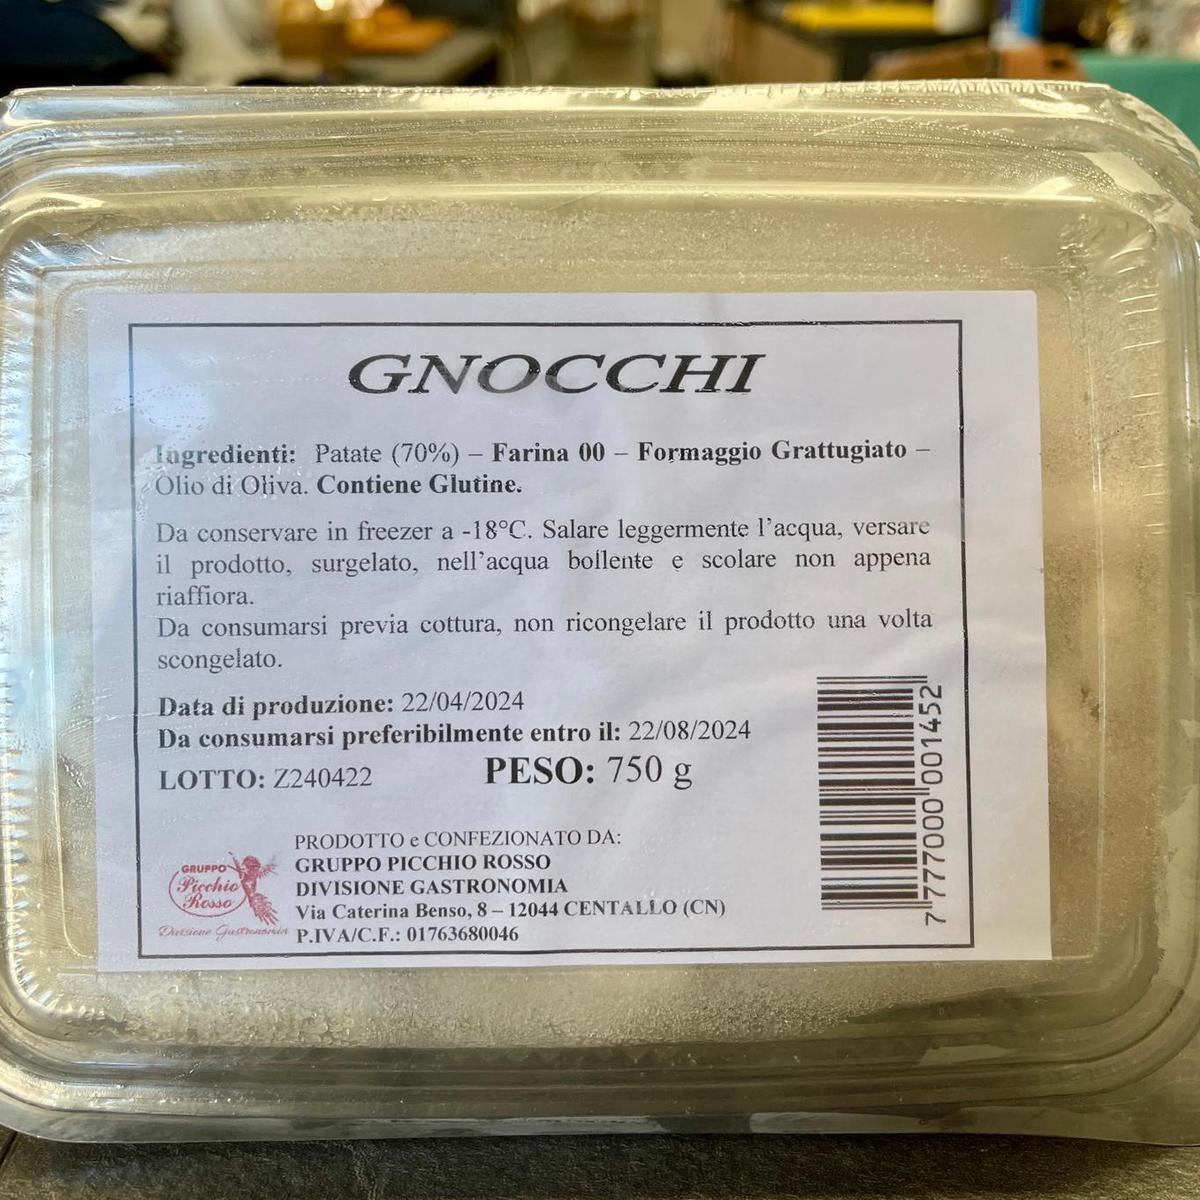 GNOCCHI
Ingredienti: Patate (70%) – Farina 00 – Formaggio Grattugiato –
Olio di Oliva. Contiene Glutine.
Da conservare in freezer a -18°C. Salare leggermente l'acqua, versare
il prodotto, surgelato, nell'acqua bollente e scolare non appena
riaffiora.
Da consumarsi previa cottura, non ricongelare il prodotto una volta
scongelato.
Data di produzione: 22/04/2024
Da consumarsi preferibilmente entro il: 22/08/2024
LOTTO: Z240422 PESO: 750 g
7 777000 001452
PRODOTTO e CONFEZIONATO DA:
GRUPPO PICCHIO ROSSO
DIVISIONE GASTRONOMIA
Via Caterina Benso, 8 – 12044 CENTALLO (CN)
P.IVA/C.F.: 01763680046
GRUPPO
Picchio
Rosso
Divisione Gastronomia